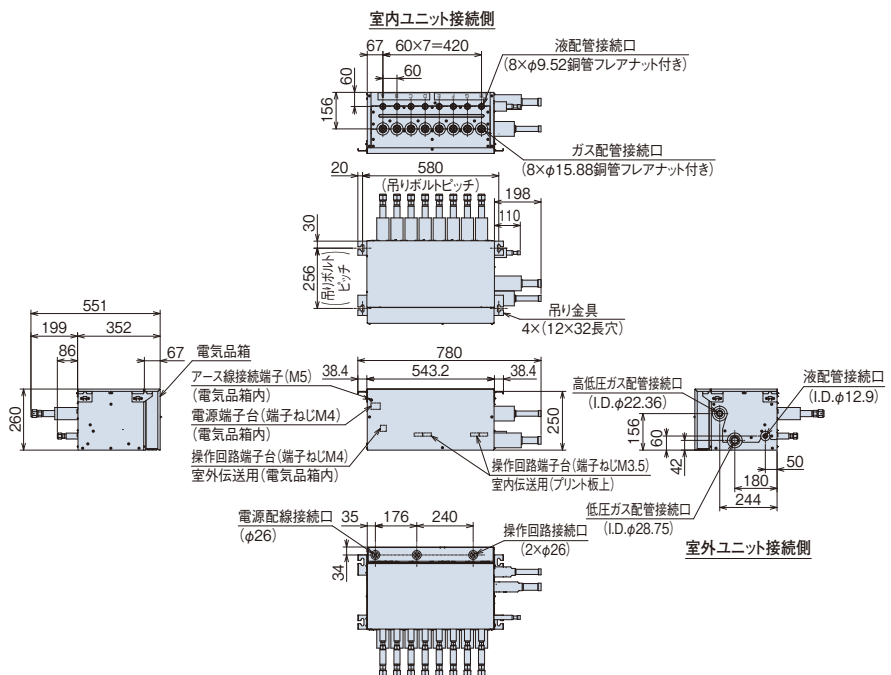 室内ユニット接続側
67 60×7=420
60
60
156
液配管接続口
(8×φ9.52銅管フレアナット付き)
ガス配管接続口
(8×φ15.88銅管フレアナット付き)
20 580
(吊りボルトピッチ)
198
110
30
256
(吊りボルト
ピッチ)
吊り金具
4×(12×32長穴)
551
199 352
86
67
電気品箱
260
アース線接続端子(M5)
(電気品箱内)
電源端子台(端子ねじM4)
(電気品箱内)
操作回路端子台(端子ねじM4)
室外伝送用(電気品箱内)
780
38.4 543.2 38.4
250
操作回路端子台(端子ねじM3.5)
室内伝送用(プリント板上)
高低圧ガス配管接続口
(I.D.φ22.36)
液配管接続口
(I.D.φ12.9)
156
60
42
50
180
244
低圧ガス配管接続口
(I.D.φ28.75)
室外ユニット接続側
電源配線接続口
(φ26)
35 176 240
34
操作回路接続口
(2×φ26)